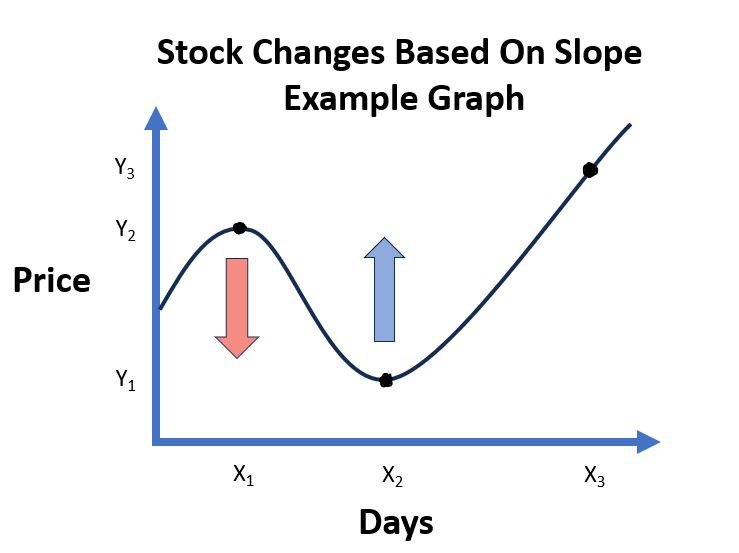 Stock Changes Based On Slope
Example Graph
Y₃
Y₂
Price
Y₁
X₁ X₂ X₃
Days